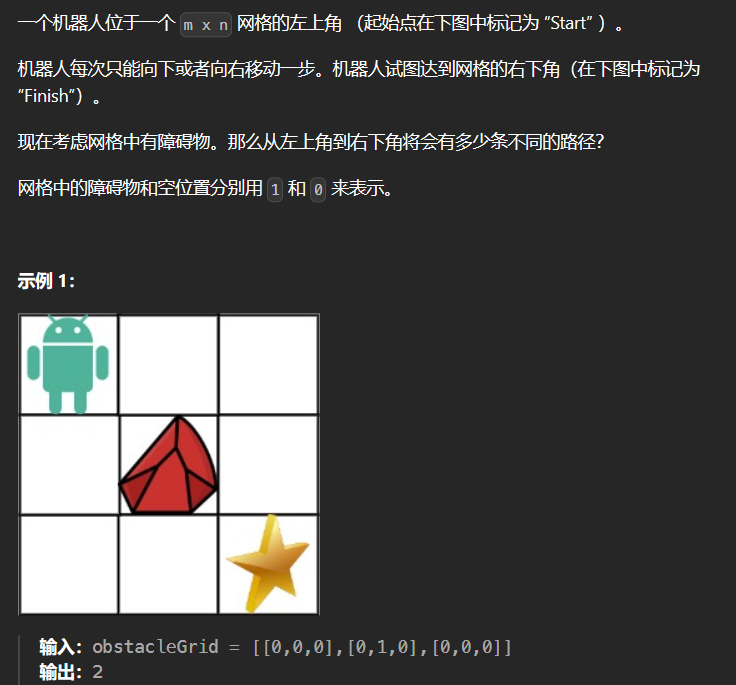 一个机器人位于一个 m x n 网格的左上角 （起始点在下图中标记为 “Start” ）。
机器人每次只能向下或者向右移动一步。机器人试图达到网格的右下角（在下图中标记为
“Finish”）。
现在考虑网格中有障碍物。那么从左上角到右下角将会有多少条不同的路径？
网格中的障碍物和空位置分别用 1 和 0 来表示。
示例 1：
输入：obstacleGrid = [[0,0,0],[0,1,0],[0,0,0]]
输出：2